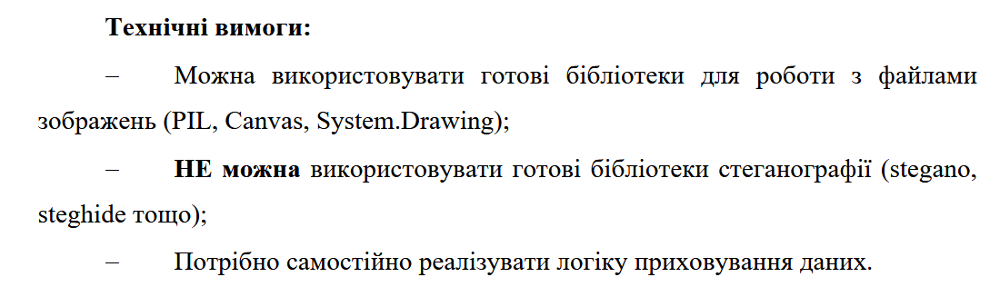 Технічні вимоги:
– Можна використовувати готові бібліотеки для роботи з файлами
зображень (PIL, Canvas, System.Drawing);
– НЕ можна використовувати готові бібліотеки стеганографії (stegano,
steghide тощо);
– Потрібно самостійно реалізувати логіку приховування даних.